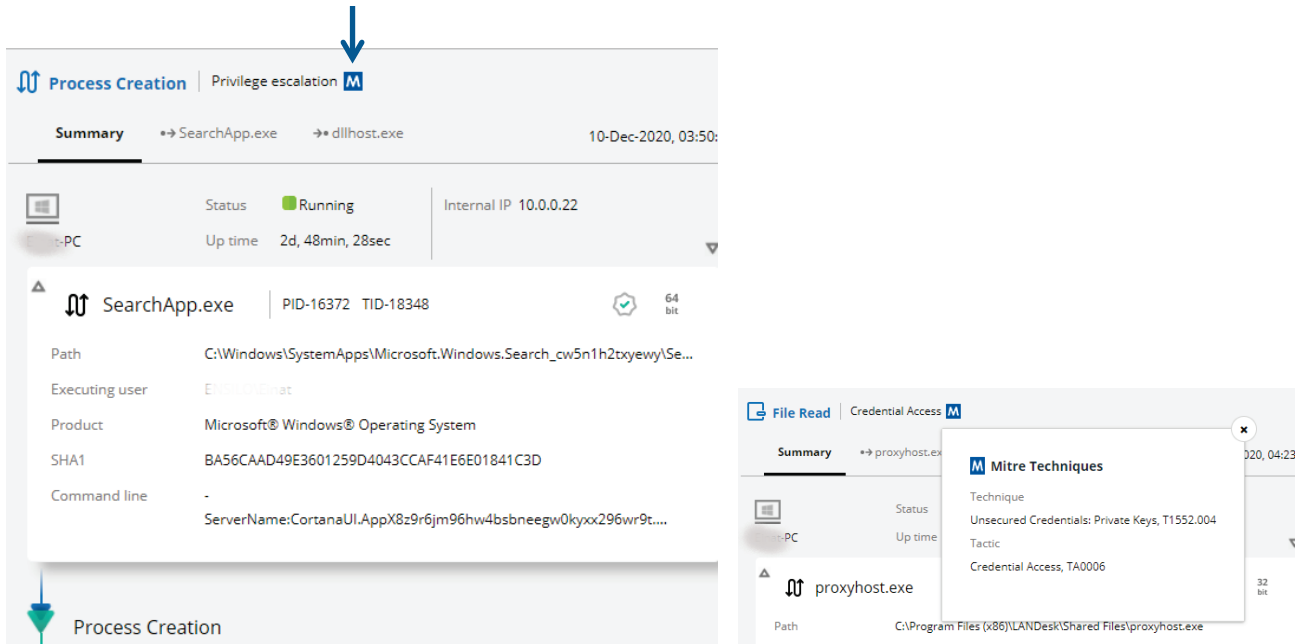 Process Creation Privilege escalation M
Summary SearchApp.exe dllhost.exe 10-Dec-2020, 03:50:
Status Running Internal IP 10.0.0.22
-PC Up time 2d, 48min, 28sec
SearchApp.exe PID-16372 TID-18348 64 bit
Path C:\Windows\SystemApps\Microsoft.Windows.Search_cw5n1h2txyewy\Se...
Executing user
Product Microsoft® Windows® Operating System
SHA1 BA56CAAD49E3601259D4043CCAF41E6E01841C3D
Command line -
ServerName:CortanaUI.AppX8z9r6jm96hw4bsbneegw0kyxx296wr9t....
Process Creation
File Read Credential Access M
Summary proxyhost.ex 020, 04:23
M Mitre Techniques
Technique
Status Unsecured Credentials: Private Keys, T1552.004
-PC Up time Tactic
Credential Access, TA0006
proxyhost.exe 32 bit
Path C:\Program Files (x86)\LANDesk\Shared Files\proxyhost.exe